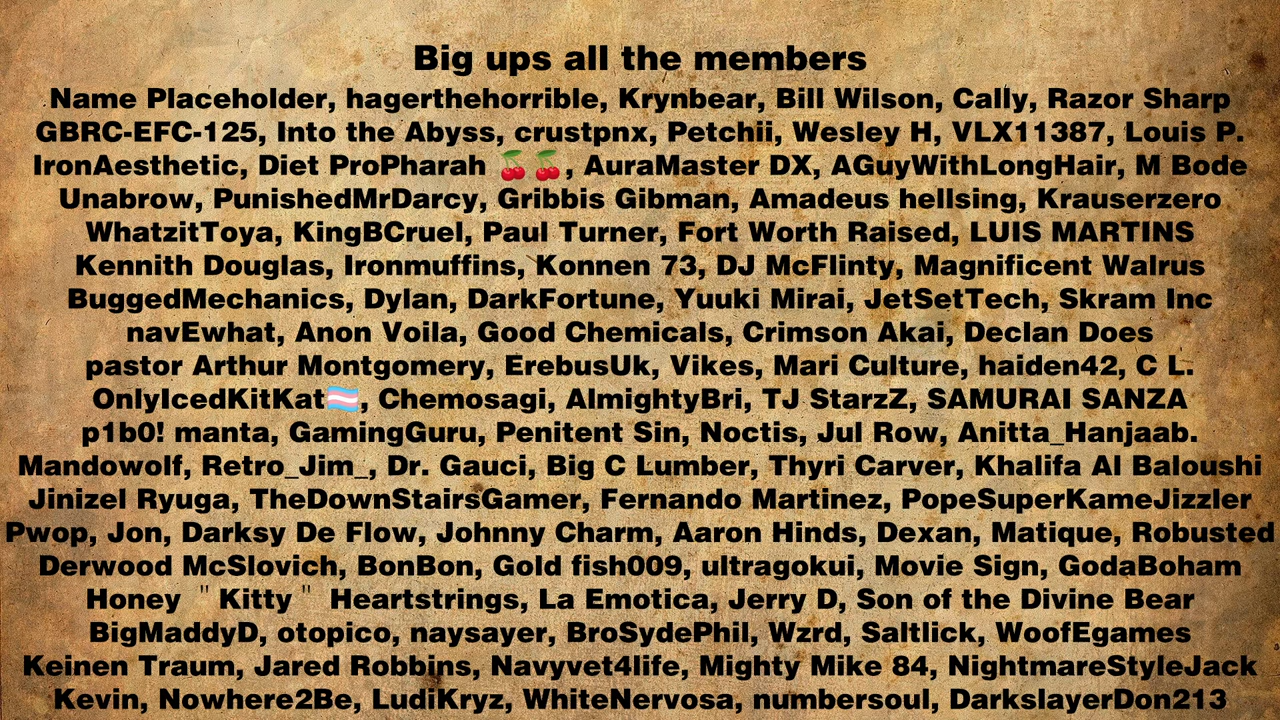 Big ups all the members
Name Placeholder, hagerthehorrible, Krynbear, Bill Wilson, Cally, Razor Sharp
GBRC-EFC-125, Into the Abyss, crustpnx, Petchii, Wesley H, VLX11387, Louis P.
IronAesthetic, Diet ProPharah 🍒🍒, AuraMaster DX, AGuyWithLongHair, M Bode
Unabrow, PunishedMrDarcy, Gribbis Gibman, Amadeus hellsing, Krauserzero
WhatzitToya, KingBCruel, Paul Turner, Fort Worth Raised, LUIS MARTINS
Kennith Douglas, Ironmuffins, Konnen 73, DJ McFlinty, Magnificent Walrus
BuggedMechanics, Dylan, DarkFortune, Yuuki Mirai, JetSetTech, Skram Inc
navEwhat, Anon Voila, Good Chemicals, Crimson Akai, Declan Does
pastor Arthur Montgomery, ErebusUk, Vikes, Mari Culture, haiden42, C L.
OnlyIcedKitKat🏳️‍⚧️, Chemosagi, AlmightyBri, TJ StarzZ, SAMURAI SANZA
p1b0! manta, GamingGuru, Penitent Sin, Noctis, Jul Row, Anitta_Hanjaab.
Mandowolf, Retro_Jim_, Dr. Gauci, Big C Lumber, Thyri Carver, Khalifa Al Baloushi
Jinizel Ryuga, TheDownStairsGamer, Fernando Martinez, PopeSuperKameJizzler
Pwop, Jon, Darksy De Flow, Johnny Charm, Aaron Hinds, Dexan, Matique, Robusted
Derwood McSlovich, BonBon, Gold fish009, ultragokui, Movie Sign, GodaBoham
Honey ＂Kitty＂ Heartstrings, La Emotica, Jerry D, Son of the Divine Bear
BigMaddyD, otopico, naysayer, BroSydePhil, Wzrd, Saltlick, WoofEgames
Keinen Traum, Jared Robbins, Navyvet4life, Mighty Mike 84, NightmareStyleJack
Kevin, Nowhere2Be, LudiKryz, WhiteNervosa, numbersoul, DarkslayerDon213